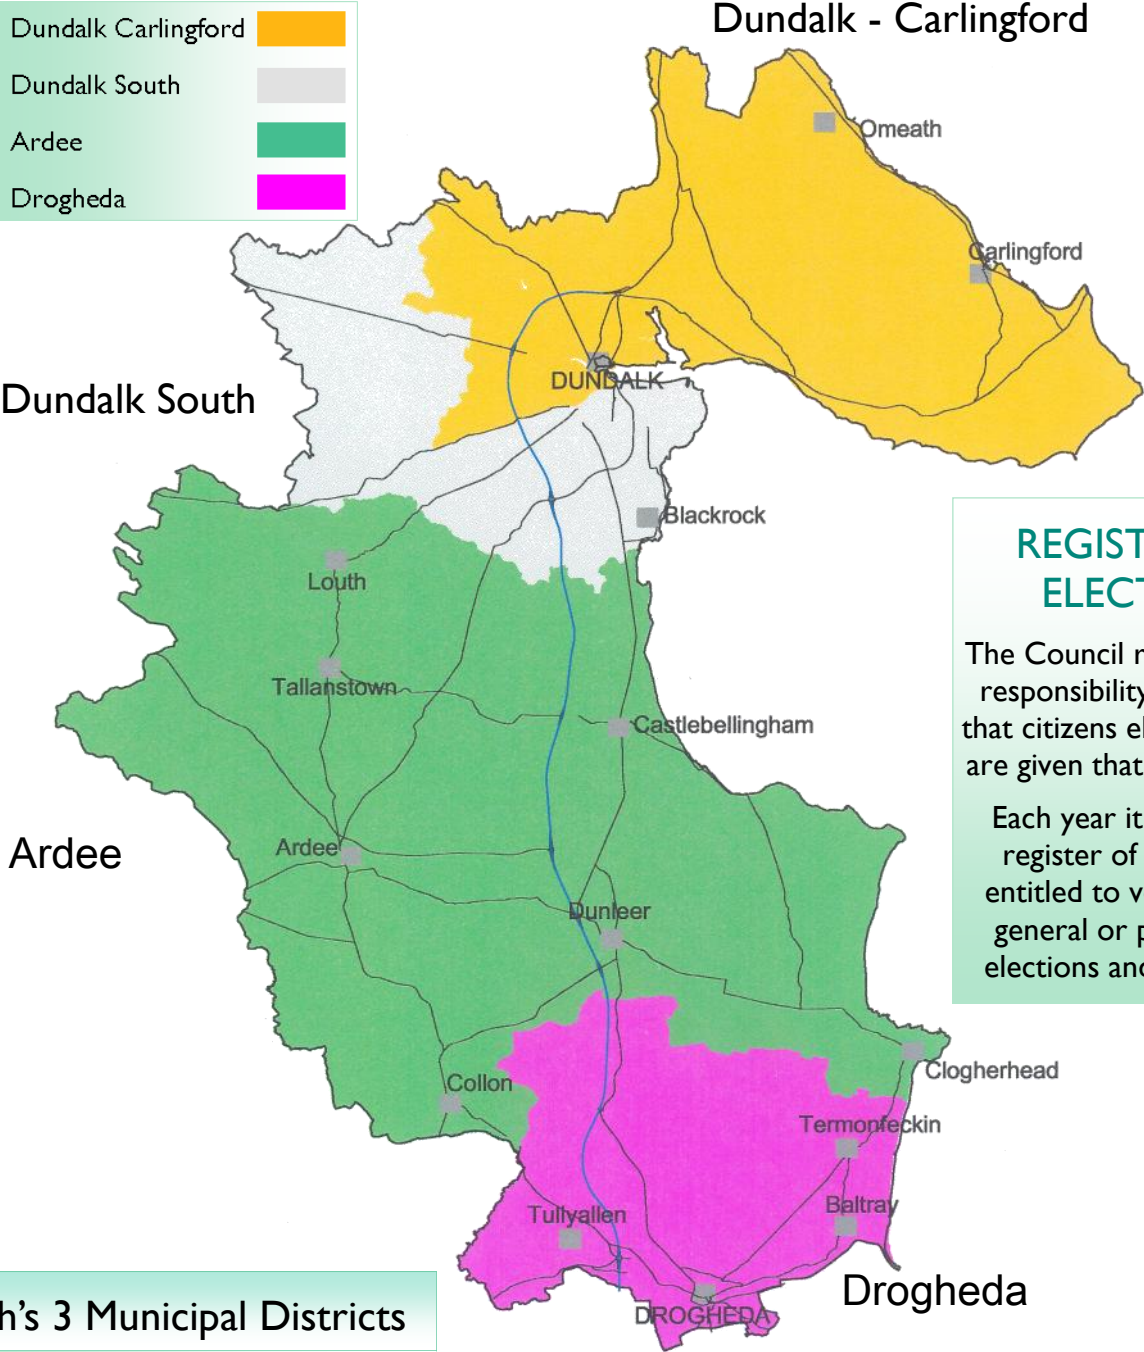 Dundalk - Carlingford
Dundalk Carlingford
Dundalk South
Ardee
Drogheda
Omeath
Carlingford
DUNDALK
Dundalk South
Blackrock
REGIST
ELECT
The Council
responsibility
that citizens
are given that
Each year it
register of
entitled to
general or
elections and
Louth
Tallanstown
Castlebellingham
Ardee
Ardee
Dunleer
Clogherhead
Collon
Termonfeckin
Baltray
Tullyallen
Drogheda
DROGHEDA
h's 3 Municipal Districts